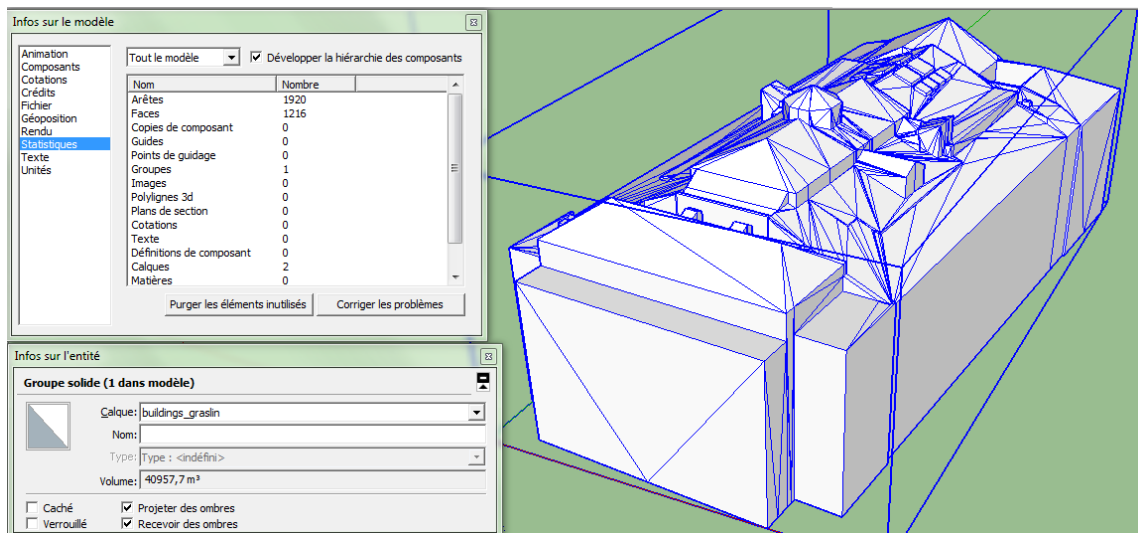 Infos sur le modèle
Animation
Composants
Cotations
Crédits
Fichier
Géoposition
Rendu
Statistiques
Texte
Unités
Tout le modèle Développer la hiérarchie des composants
Nom Nombre
Arêtes 1920
Faces 1216
Copies de composant 0
Guides 0
Points de guidage 0
Groupes 1
Images 0
Polylignes 3d 0
Plans de section 0
Cotations 0
Texte 0
Définitions de composant 0
Calques 2
Matières 0
Purger les éléments inutilisés Corriger les problèmes
Infos sur l'entité
Groupe solide (1 dans modèle)
Calque: buildings_graslin
Nom:
Type: Type : <indéfini>
Volume: 40957,7 m³
Caché Projeter des ombres
Verrouillé Recevoir des ombres